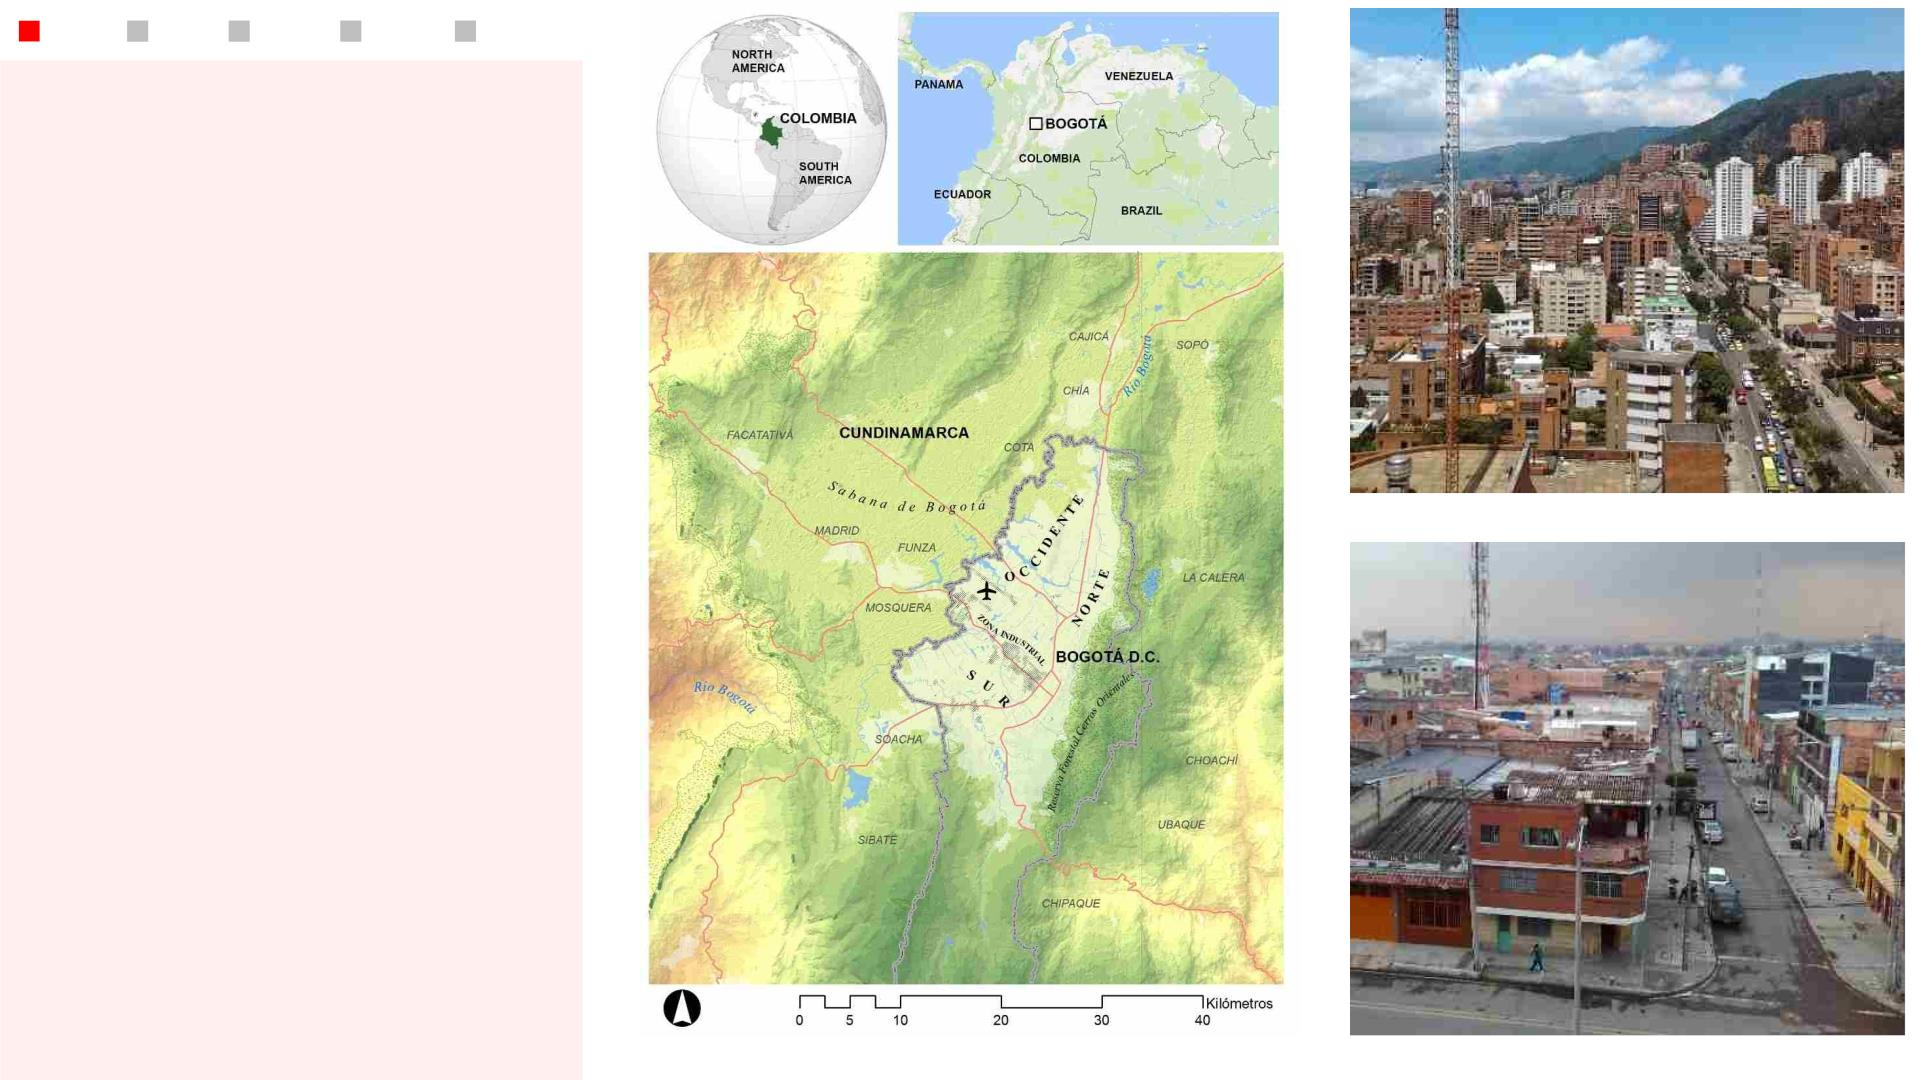 NORTH
AMERICA
COLOMBIA
SOUTH
AMERICA
PANAMA
VENEZUELA
BOGOTÁ
COLOMBIA
ECUADOR
BRAZIL
CAJICÁ
SOPÓ
Río Bogotá
CHÍA
FACATATIVÁ
CUNDINAMARCA
COTA
Sabana de Bogotá
MADRID
FUNZA
OCCIDENTE
LA CALERA
MOSQUERA
NORTE
ZONA INDUSTRIAL
BOGOTÁ D.C.
SUR
Río Bogotá
Reserva Forestal Cerros Orientales
SOACHA
CHOACHÍ
UBAQUE
SIBATÉ
CHIPAQUE
Kilómetros
0 5 10 20 30 40